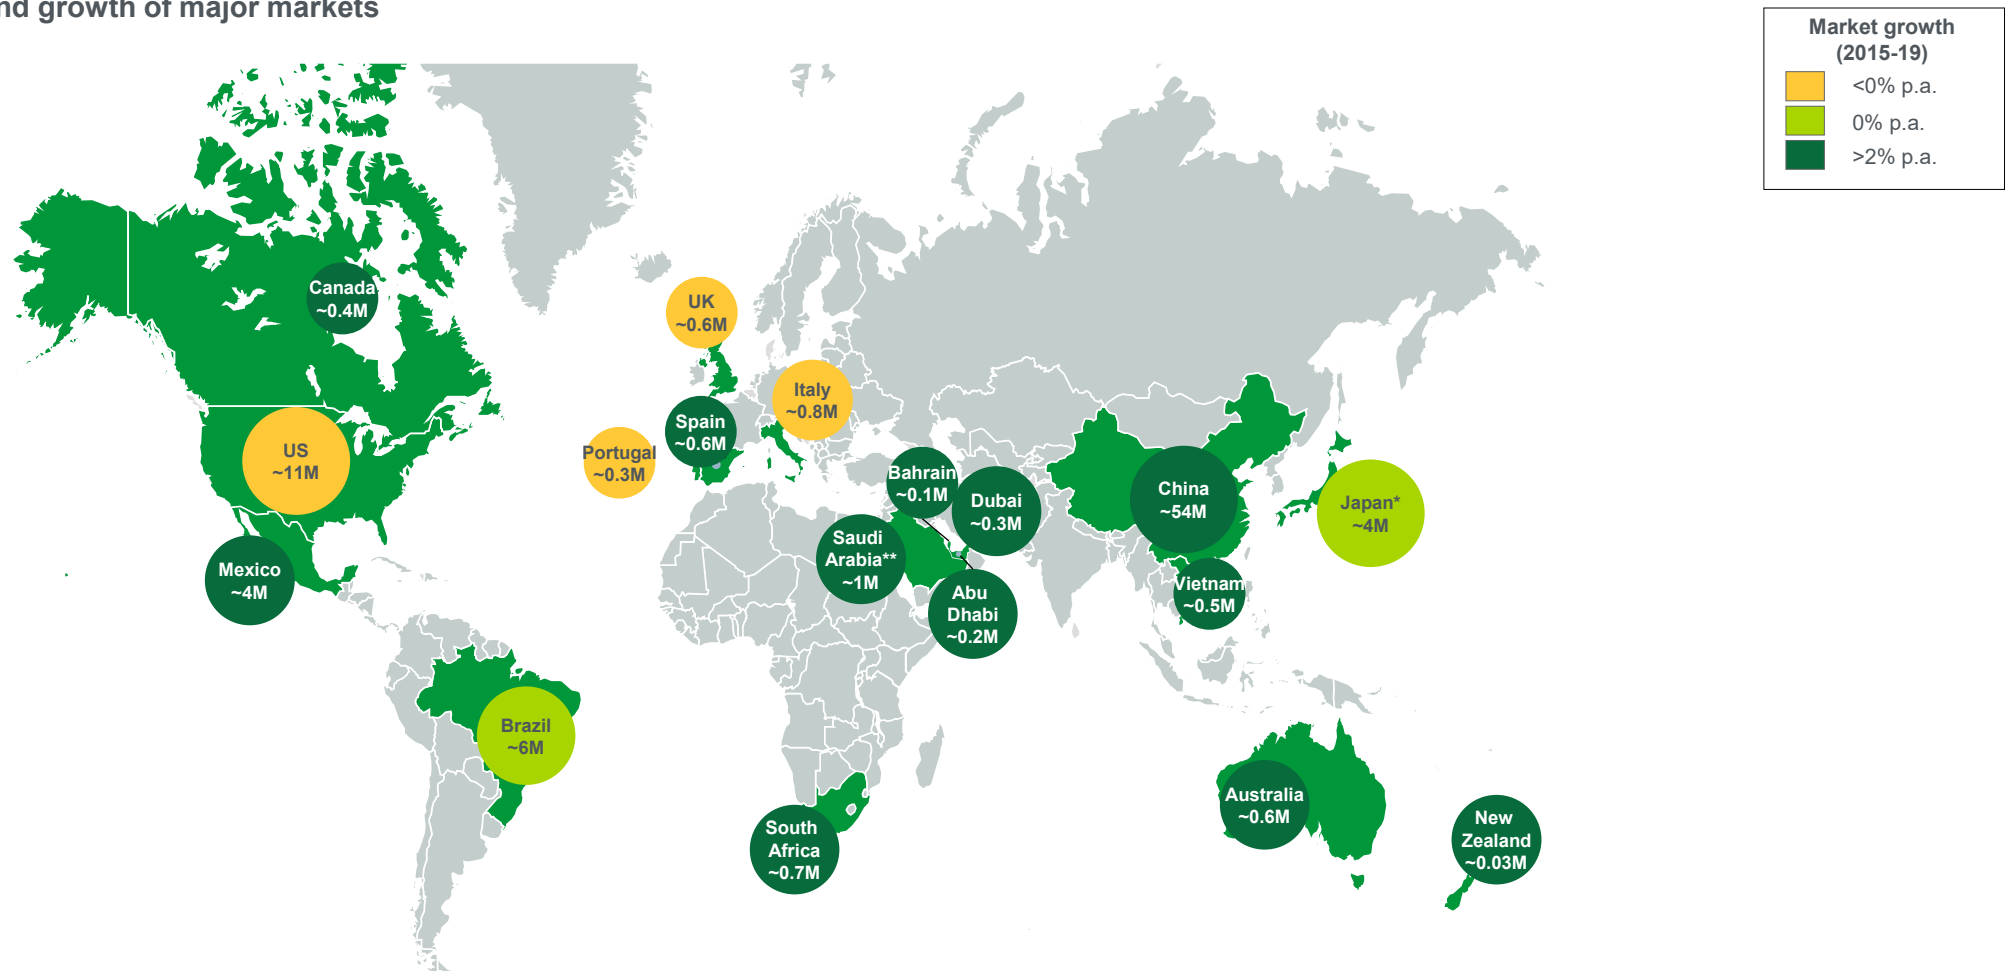 nd growth of major markets
Market growth
(2015-19)
<0% p.a.
0% p.a.
>2% p.a.
Canada
~0.4M
UK
~0.6M
Italy
~0.8M
Spain
~0.6M
Portugal
~0.3M
US
~11M
Mexico
~4M
Brazil
~6M
Bahrain
~0.1M
Dubai
~0.3M
Saudi
Arabia**
~1M
Abu
Dhabi
~0.2M
China
~54M
Japan*
~4M
Vietnam
~0.5M
South
Africa
~0.7M
Australia
~0.6M
New
Zealand
~0.03M